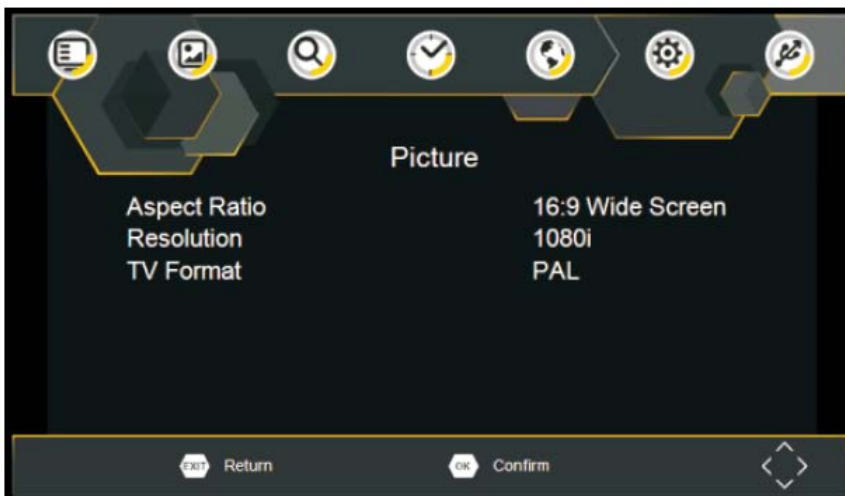 Picture
Aspect Ratio 16:9 Wide Screen
Resolution 1080i
TV Format PAL
EXIT Return OK Confirm